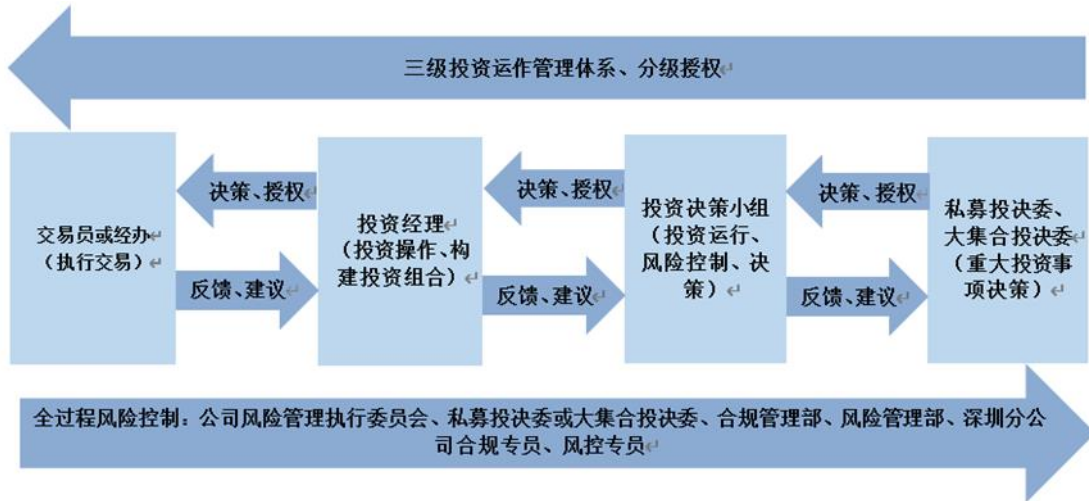 三级投资运作管理体系、分级授权
决策、授权
决策、授权
决策、授权
交易员或经办
（执行交易）
投资经理
（投资操作、构
建投资组合）
投资决策小组
（投资运行、
风险控制、决
策）
私募投决委、
大集合投决委
（重大投资事
项决策）
反馈、建议
反馈、建议
反馈、建议
全过程风险控制：公司风险管理执行委员会、私募投决委或大集合投决委、合规管理部、风险管理部、深圳分公
司合规专员、风控专员